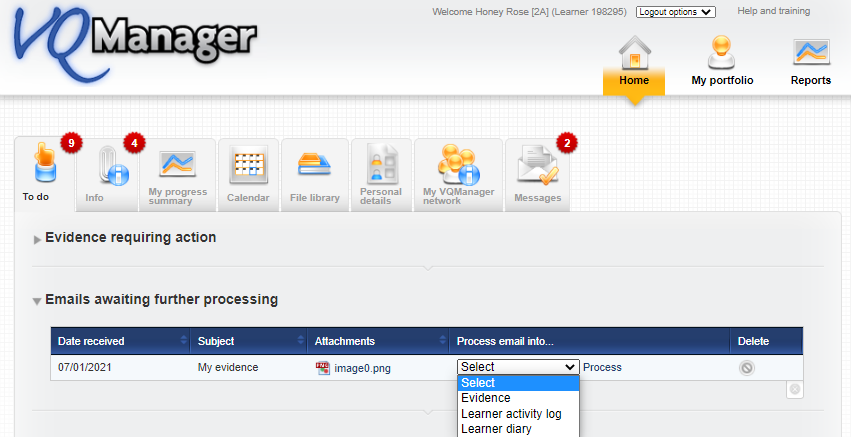 Welcome Honey Rose [2A] (Learner 198295) Logout options Help and training
VQManager
Home My portfolio Reports
9 4 2
To do Info My progress summary Calendar File library Personal details My VQManager network Messages
Evidence requiring action
Emails awaiting further processing
Date received Subject Attachments Process email into... Delete
07/01/2021 My evidence image0.png Select Process
Select
Evidence
Learner activity log
Learner diary